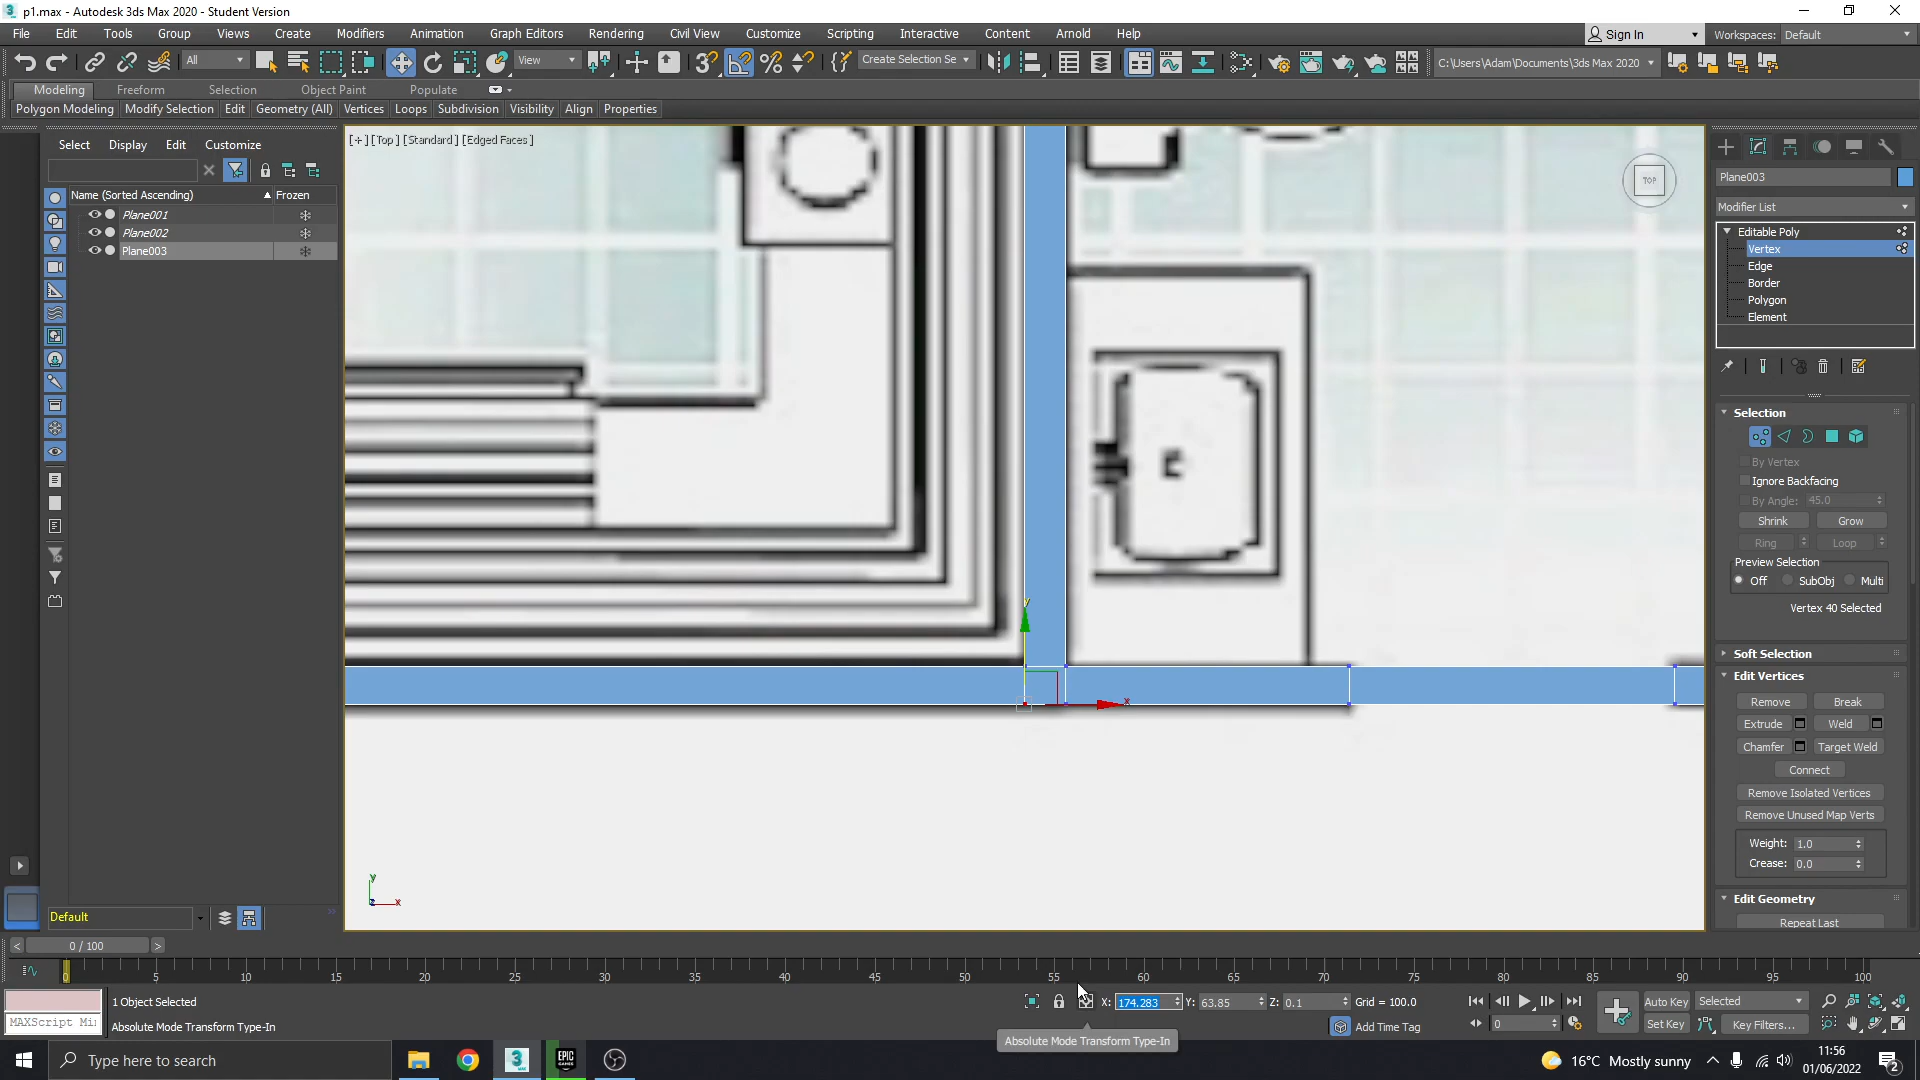 p1.max - Autodesk 3ds Max 2020 - Student Version
File Edit Tools Group Views Create Modifiers Animation Graph Editors Rendering Civil View Customize Scripting Interactive Content Arnold Help Sign In Workspaces: Default
All View Create Selection Se C:\Users\Adam\Documents\3ds Max 2020
Modeling Freeform Selection Object Paint Populate
Polygon Modeling Modify Selection Edit Geometry (All) Vertices Loops Subdivision Visibility Align Properties
Select Display Edit Customize
Name (Sorted Ascending) Frozen
Plane001
Plane002
Plane003
[+] [Top] [Standard] [Edged Faces]
TOP
y
x
y
x
z
Plane003
Modifier List
Editable Poly
Vertex
Edge
Border
Polygon
Element
Selection
By Vertex
Ignore Backfacing
By Angle: 45.0
Shrink Grow
Ring Loop
Preview Selection
Off SubObj Multi
Vertex 40 Selected
Soft Selection
Edit Vertices
Remove Break
Extrude Weld
Chamfer Target Weld
Connect
Remove Isolated Vertices
Remove Unused Map Verts
Weight: 1.0
Crease: 0.0
Edit Geometry
Repeat Last
Default
0 / 100
0 5 10 15 20 25 30 35 40 45 50 55 60 65 70 75 80 85 90 95 100
1 Object Selected X: 174.283 Y: 63.85 Z: 0.1 Grid = 100.0 Auto Key Selected
MAXScript Mi Absolute Mode Transform Type-In Add Time Tag 0 Set Key Key Filters...
Absolute Mode Transform Type-In
Type here to search EPIC GAMES 16°C Mostly sunny 11:56
01/06/2022 2